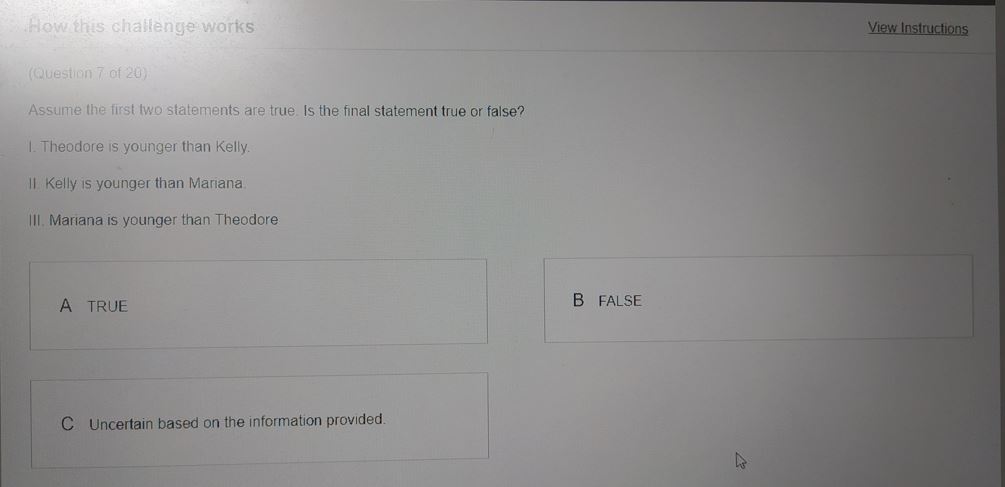 How this challenge works
View Instructions
(Question 7 of 20)
Assume the first two statements are true. Is the final statement true or false?
I. Theodore is younger than Kelly.
II. Kelly is younger than Mariana.
III. Mariana is younger than Theodore
A TRUE
B FALSE
C Uncertain based on the information provided.